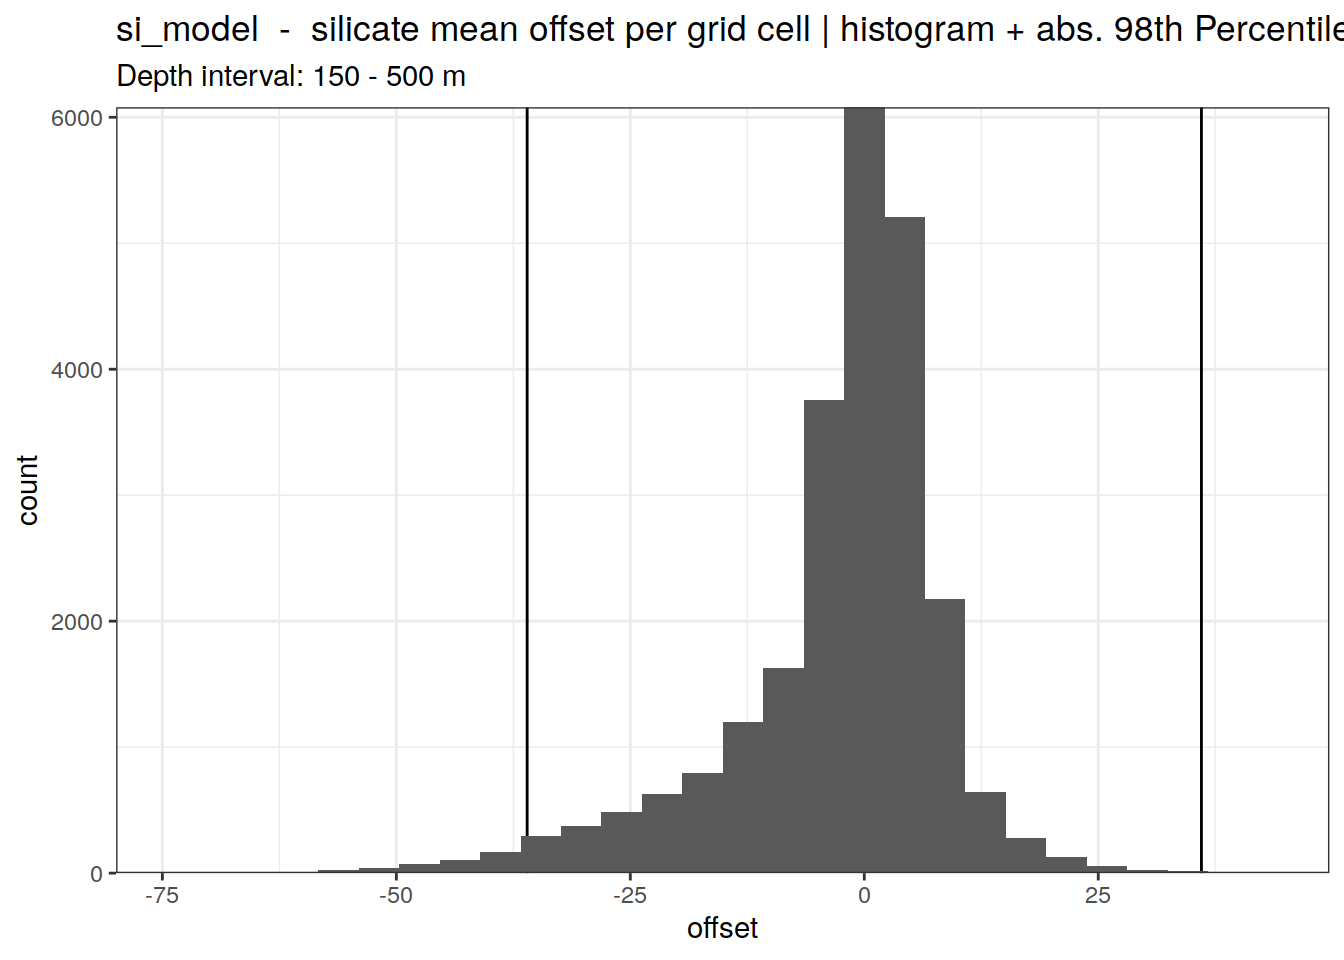 si_model  -  silicate mean offset per grid cell | histogram + abs. 98th Percentile
Depth interval: 150 - 500 m
6000
4000
2000
0
count
-75 -50 -25 0 25
offset